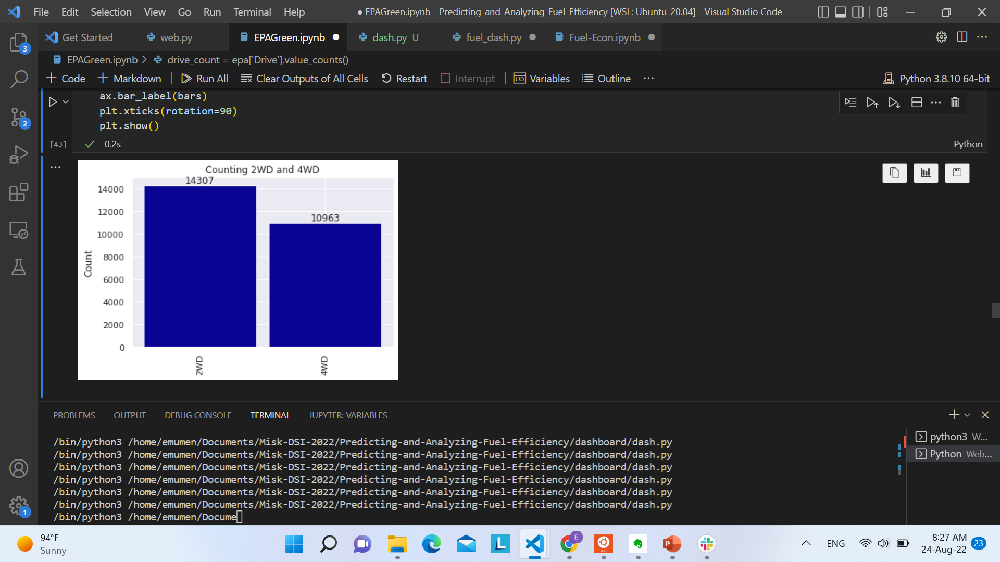 File Edit Selection View Go Run Terminal Help
● EPAGreen.ipynb - Predicting-and-Analyzing-Fuel-Efficiency [WSL: Ubuntu-20.04] - Visual Studio Code
Get Started web.py EPAGreen.ipynb dash.py U fuel_dash.py Fuel-Econ.ipynb
EPAGreen.ipynb > drive_count = epa['Drive'].value_counts()
+ Code + Markdown Run All Clear Outputs of All Cells Restart Interrupt Variables Outline ... Python 3.8.10 64-bit
3
2
1
ax.bar_label(bars)
plt.xticks(rotation=90)
plt.show()
[43] 0.2s Python
Counting 2WD and 4WD
14307
10963
14000
12000
10000
8000
6000
4000
2000
0
Count
2WD
4WD
PROBLEMS OUTPUT DEBUG CONSOLE TERMINAL JUPYTER: VARIABLES
/bin/python3 /home/emumen/Documents/Misk-DSI-2022/Predicting-and-Analyzing-Fuel-Efficiency/dashboard/dash.py
/bin/python3 /home/emumen/Documents/Misk-DSI-2022/Predicting-and-Analyzing-Fuel-Efficiency/dashboard/dash.py
/bin/python3 /home/emumen/Documents/Misk-DSI-2022/Predicting-and-Analyzing-Fuel-Efficiency/dashboard/dash.py
/bin/python3 /home/emumen/Documents/Misk-DSI-2022/Predicting-and-Analyzing-Fuel-Efficiency/dashboard/dash.py
/bin/python3 /home/emumen/Documents/Misk-DSI-2022/Predicting-and-Analyzing-Fuel-Efficiency/dashboard/dash.py
/bin/python3 /home/emumen/Documents/Misk-DSI-2022/Predicting-and-Analyzing-Fuel-Efficiency/dashboard/dash.py
/bin/python3 /home/emumen/Docume
python3 W...
Python Web...
94°F
Sunny
L
E
P
ENG
8:27 AM
24-Aug-22
23